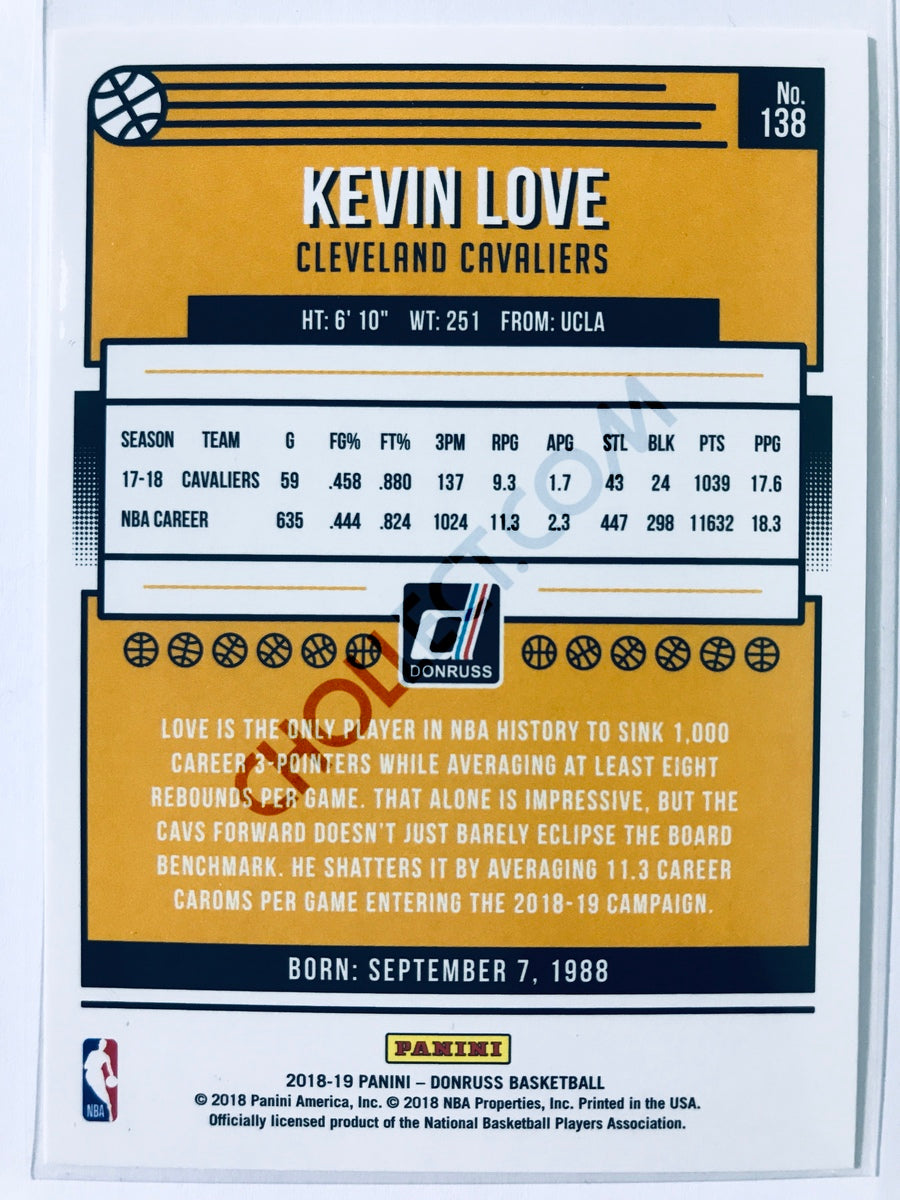 No.
138
KEVIN LOVE
CLEVELAND CAVALIERS
HT: 6' 10" WT: 251 FROM: UCLA
SEASON TEAM G FG% FT% 3PM RPG APG STL BLK PTS PPG
17-18 CAVALIERS 59 .458 .880 137 9.3 1.7 43 24 1039 17.6
NBA CAREER 635 .444 .824 1024 11.3 2.3 447 298 11632 18.3
CHOLLECT.COM
d
DONRUSS
LOVE IS THE ONLY PLAYER IN NBA HISTORY TO SINK 1,000
CAREER 3-POINTERS WHILE AVERAGING AT LEAST EIGHT
REBOUNDS PER GAME. THAT ALONE IS IMPRESSIVE, BUT THE
CAVS FORWARD DOESN'T JUST BARELY ECLIPSE THE BOARD
BENCHMARK. HE SHATTERS IT BY AVERAGING 11.3 CAREER
CAROMS PER GAME ENTERING THE 2018-19 CAMPAIGN.
BORN: SEPTEMBER 7, 1988
NBA
PANINI
2018-19 PANINI – DONRUSS BASKETBALL
© 2018 Panini America, Inc. © 2018 NBA Properties, Inc. Printed in the USA.
Officially licensed product of the National Basketball Players Association.